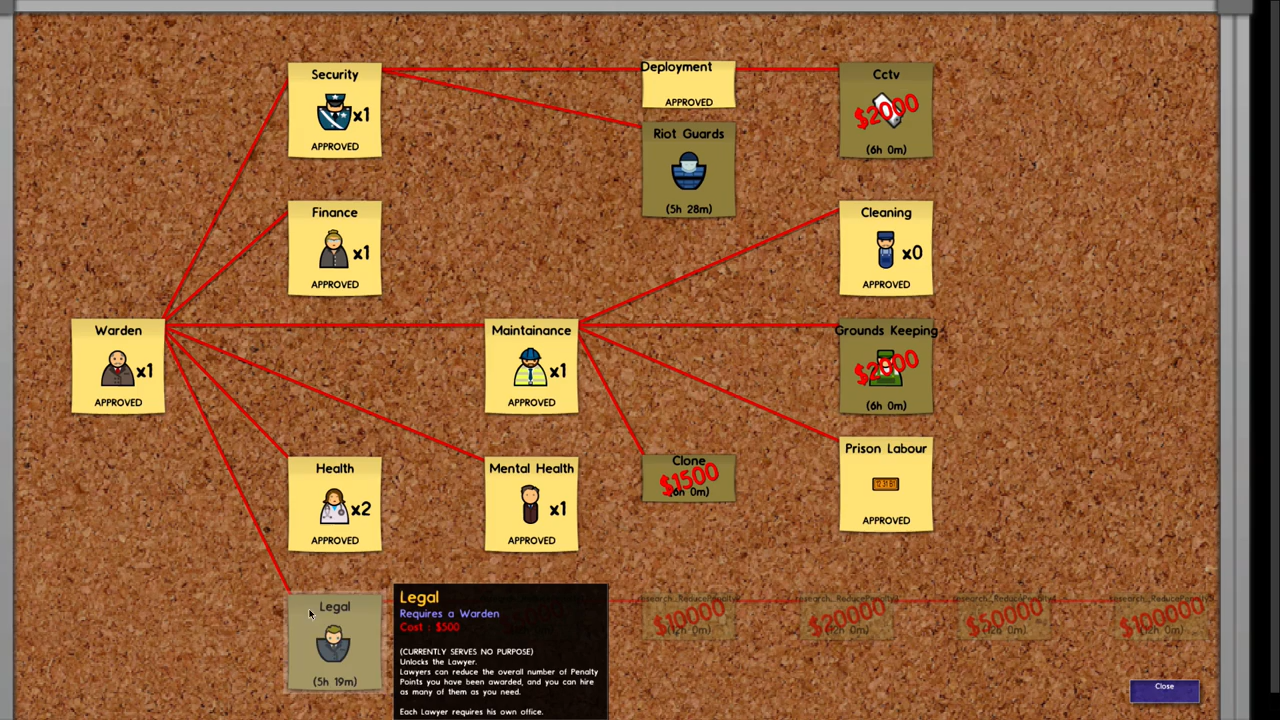 Security
x1
APPROVED
Deployment
APPROVED
Cctv
$2000
(6h 0m)
Riot Guards
(5h 28m)
Finance
x1
APPROVED
Cleaning
x0
APPROVED
Warden
x1
APPROVED
Maintainance
x1
APPROVED
Grounds Keeping
$2000
(6h 0m)
Health
x2
APPROVED
Mental Health
x1
APPROVED
Clone
$1500
0m)
Prison Labour
APPROVED
Legal
(5h 19m)
Legal
Requires a Warden
Cost : $500
(CURRENTLY SERVES NO PURPOSE)
Unlocks the Lawyer.
Lawyers can reduce the overall number of Penalty
Points you have been awarded, and you can hire
as many of them as you need.
Each Lawyer requires his own office.
$10000
$2000
$5000
$10000
Close